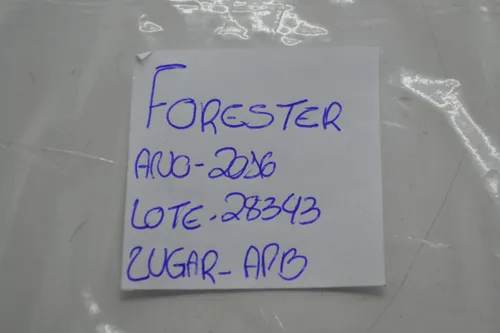 FORESTER
ANO-2016
LOTE-28343
LUGAR-APB